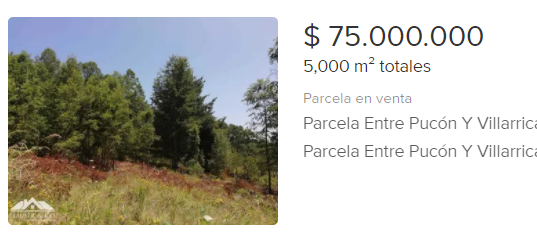 $ 75.000.000
5,000 m² totales
Parcela en venta
Parcela Entre Pucón Y Villarrica
Parcela Entre Pucón Y Villarrica